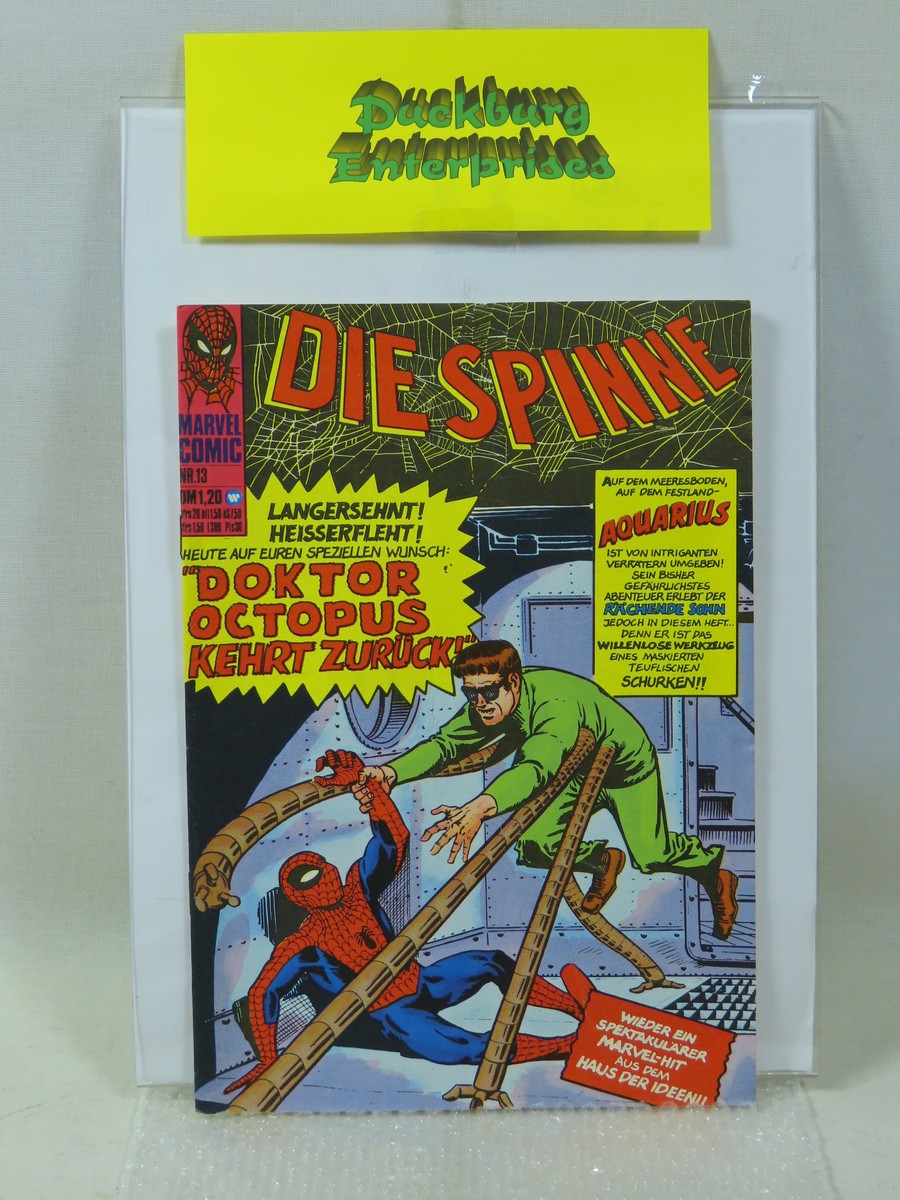 Duckburg
Enterprises
DIE SPINNE
MARVEL
COMIC
NR.13
DM 1,20
LANGERSEHNT!
HEISSERFLEHT!
HEUTE AUF EUREN SPEZIELLEN WUNSCH:
"DOKTOR
OCTOPUS
KEHRT ZURÜCK!"
AUF DEM MEERESBODEN,
AUF DEM FESTLAND-
AQUARIUS
IST VON INTRIGANTEN
VERRÄTERN UMGEBEN!
SEIN BISHER
GEFÄHRLICHSTES
ABENTEUER ERLEBT DER
RÄCHENDE SOHN
JEDOCH IN DIESEM HEFT...
DENN ER IST DAS
WILLENLOSE WERKZEUG
EINES MASKIERTEN
TEUFLISCHEN
SCHURKEN!!
WIEDER EIN
SPEKTAKULÄRER
MARVEL-HIT
AUS DEM
HAUS DER IDEEN!!